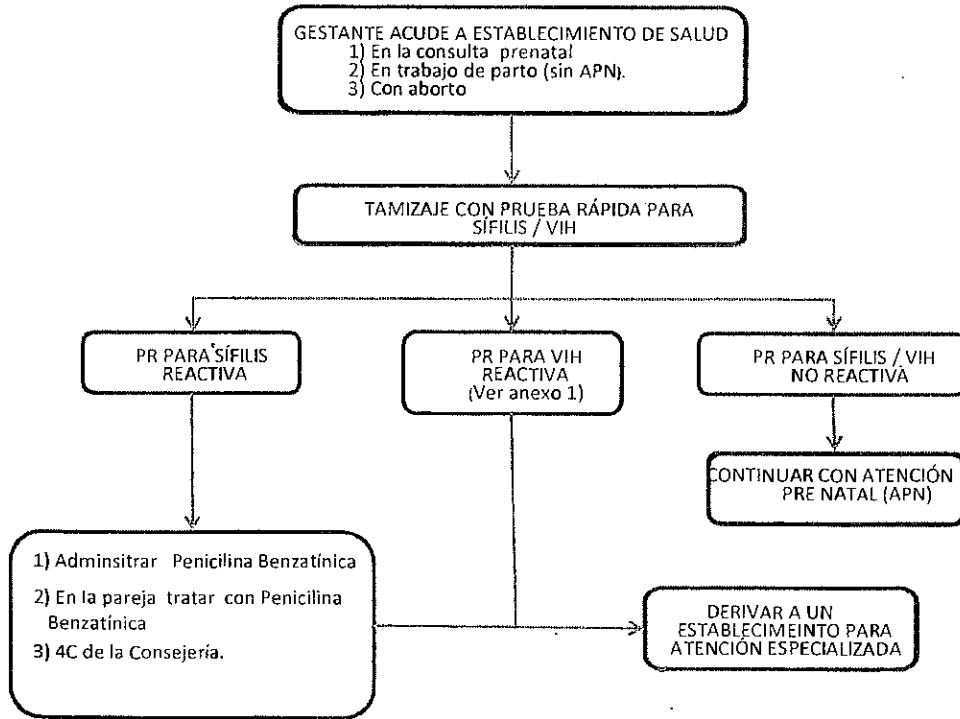 GESTANTE ACUDE A ESTABLECIMIENTO DE SALUD
1) En la consulta prenatal
2) En trabajo de parto (sin APN).
3) Con aborto
TAMIZAJE CON PRUEBA RÁPIDA PARA
SÍFILIS / VIH
PR PARA SÍFILIS
REACTIVA
PR PARA VIH
REACTIVA
(Ver anexo 1)
PR PARA SÍFILIS / VIH
NO REACTIVA
CONTINUAR CON ATENCIÓN
PRE NATAL (APN)
1) Adminsitrar Penicilina Benzatínica
2) En la pareja tratar con Penicilina
Benzatínica
3) 4C de la Consejería.
DERIVAR A UN
ESTABLECIMEINTO PARA
ATENCIÓN ESPECIALIZADA